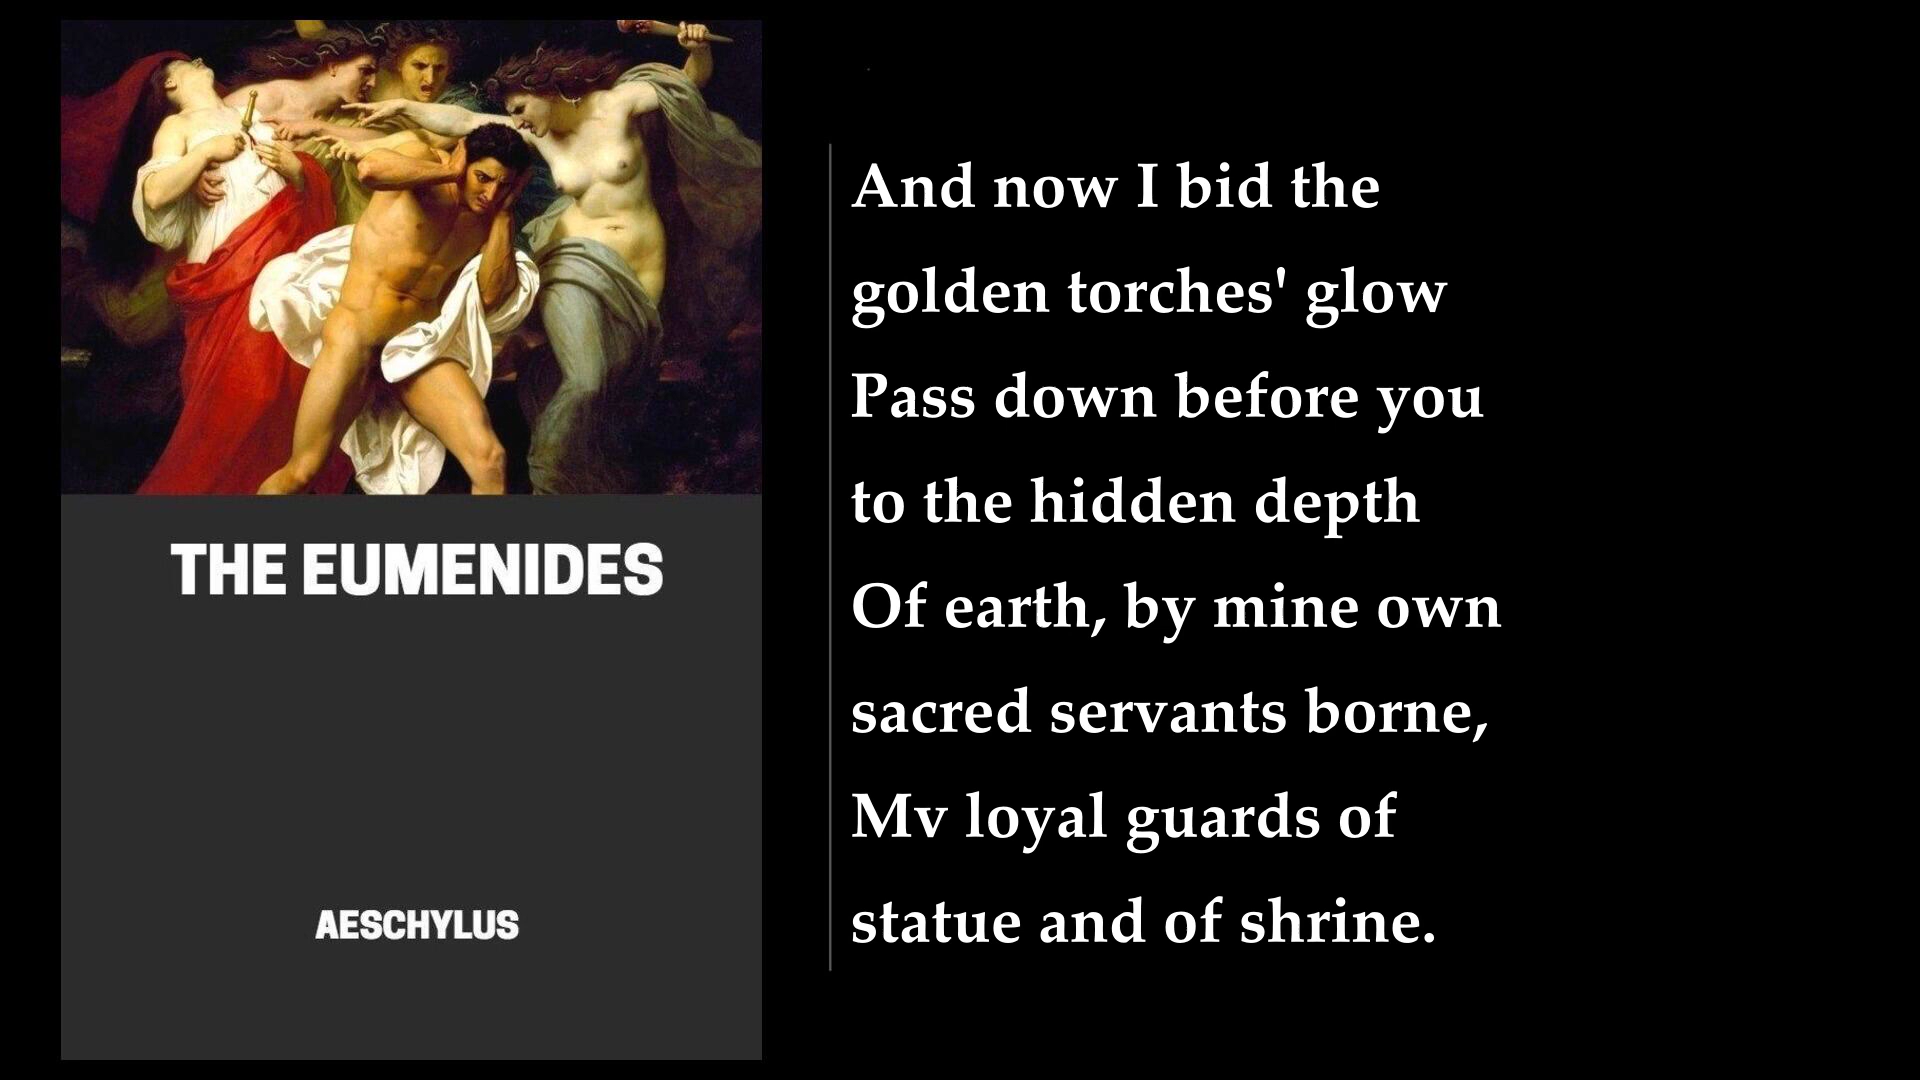 THE EUMENIDES
AESCHYLUS
And now I bid the
golden torches' glow
Pass down before you
to the hidden depth
Of earth, by mine own
sacred servants borne,
Mv loyal guards of
statue and of shrine.